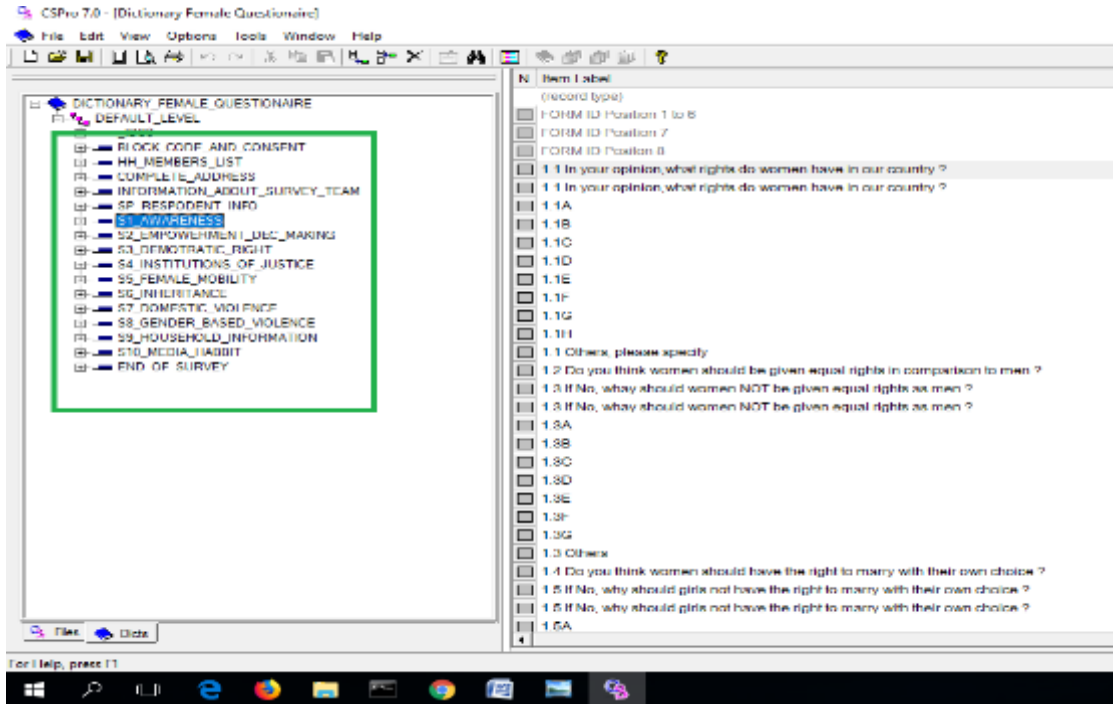 CSPro 7.0 - [Dictionary Female Questionaire]
File Edit View Options Tools Window Help
DICTIONARY_FEMALE_QUESTIONAIRE
DEFAULT_LEVEL
BLOCK_CODE_AND_CONSENT
HH_MEMBERS_LIST
COMPLETE_ADDRESS
INFORMATION_ABOUT_SURVEY_TEAM
SP_RESPODENT_INFO
S1_AWARENESS
S2_EMPOWERMENT_DEC_MAKING
S3_DEMOTRATIC_RIGHT
S4_INSTITUTIONS_OF_JUSTICE
S5_FEMALE_MOBILITY
S6_INHERITANCE
S7_DOMESTIC_VIOLENCE
S8_GENDER_BASED_VIOLENCE
S9_HOUSEHOLD_INFORMATION
S10_MEDIA_HABBIT
END_OF_SURVEY
Files Dicts
N Item Label
(record type)
FORM ID Position 1 to 6
FORM ID Position 7
FORM ID Positon 8
1.1 In your opinion,what rights do women have in our country ?
1.1 In your opinion,what rights do women have in our country ?
1.1A
1.1B
1.1C
1.1D
1.1E
1.1F
1.1G
1.1H
1.1 Others, please specify
1.2 Do you think women should be given equal rights in comparison to men ?
1.3 If No, whay should women NOT be given equal rights as men ?
1.3 If No, whay should women NOT be given equal rights as men ?
1.3A
1.3B
1.3C
1.3D
1.3E
1.3F
1.3G
1.3 Others
1.4 Do you think women should have the right to marry with their own choice ?
1.5 If No, why should girls not have the right to marry with their own choice ?
1.5 If No, why should girls not have the right to marry with their own choice ?
1.5A
For Help, press F1